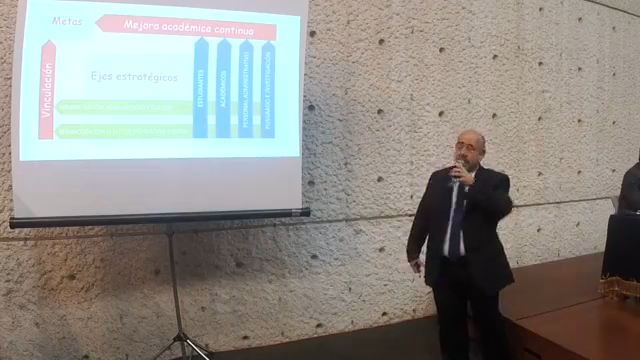 Metas
Mejora académica continua
Vinculación
Ejes estratégicos
ESTUDIANTES
ACADÉMICOS
PERSONAL ADMINISTRATIVO
POSGRADO E INVESTIGACIÓN